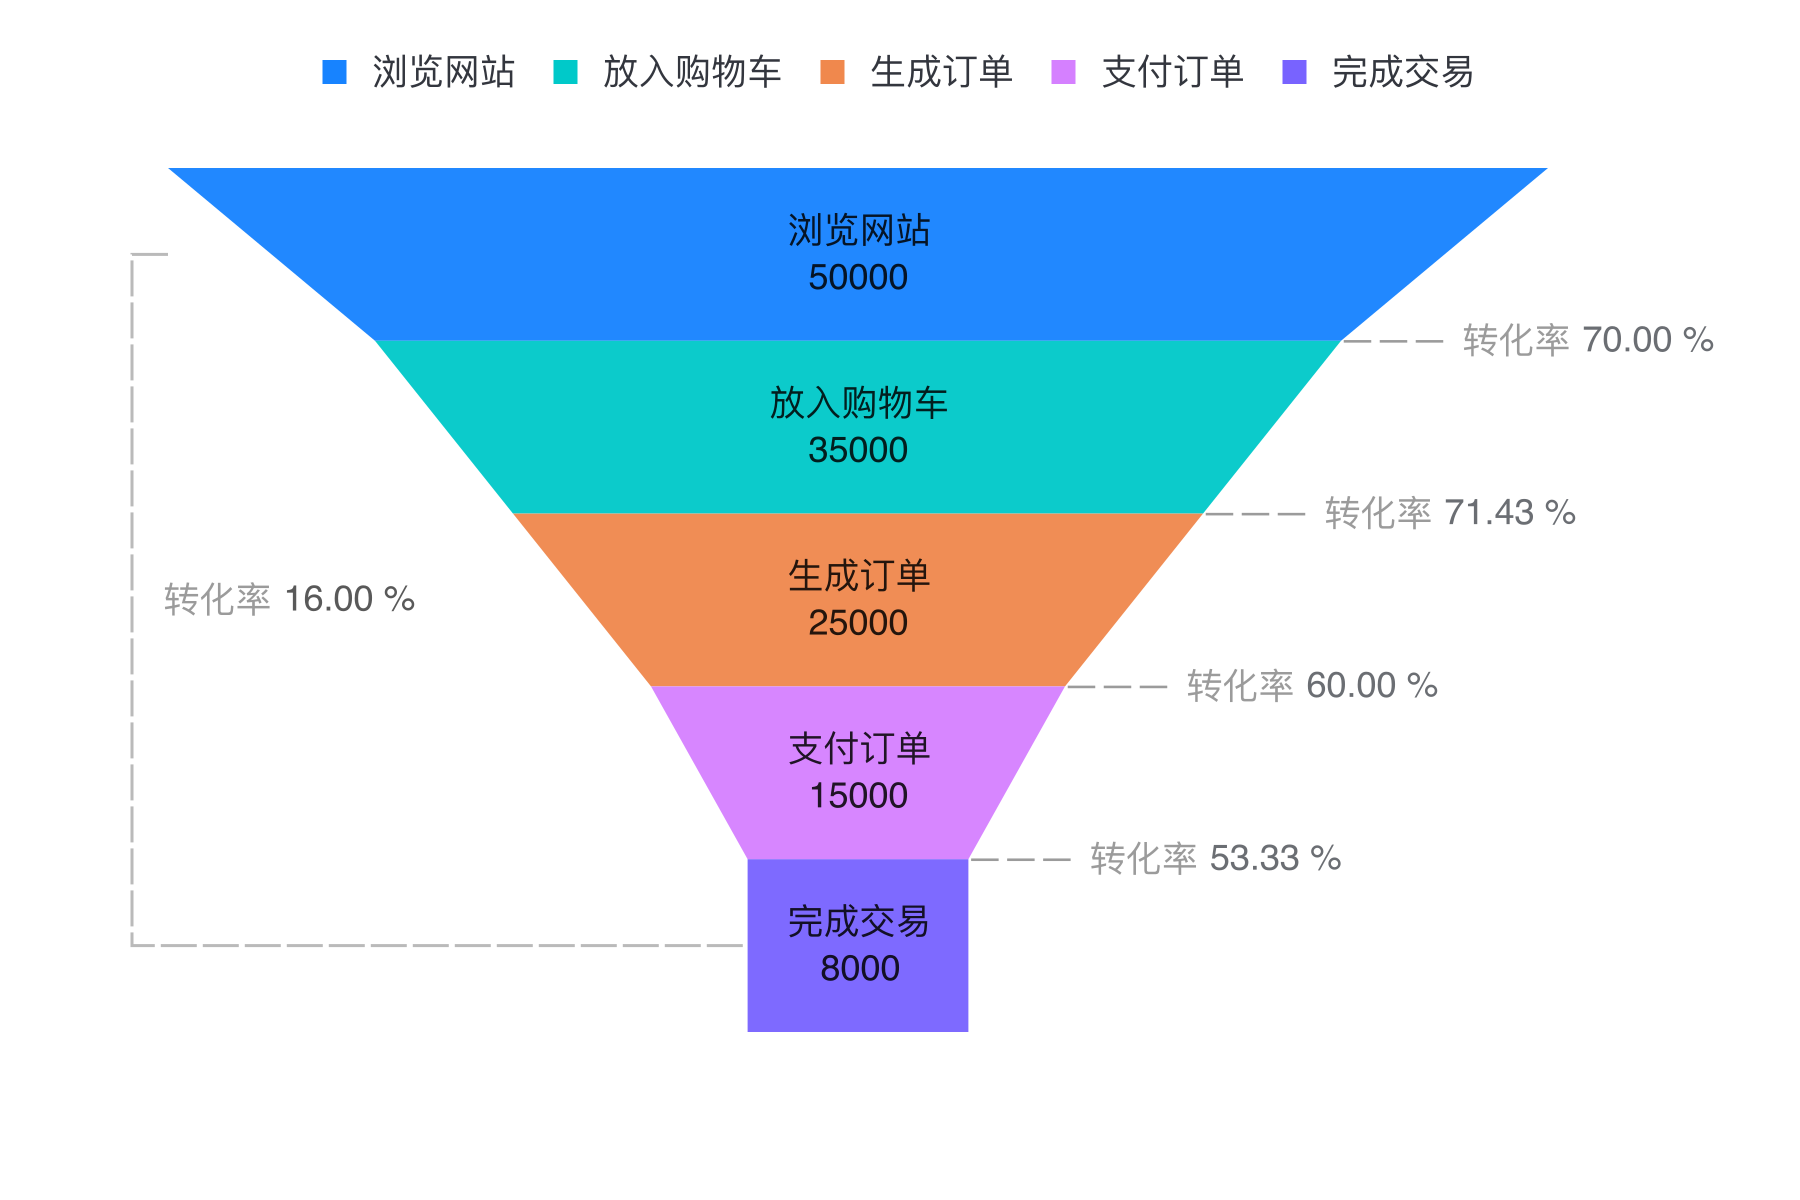 浏览网站 放入购物车 生成订单 支付订单 完成交易
浏览网站
50000
转化率 70.00 %
放入购物车
35000
转化率 71.43 %
生成订单
25000
转化率 16.00 %
转化率 60.00 %
支付订单
15000
转化率 53.33 %
完成交易
8000